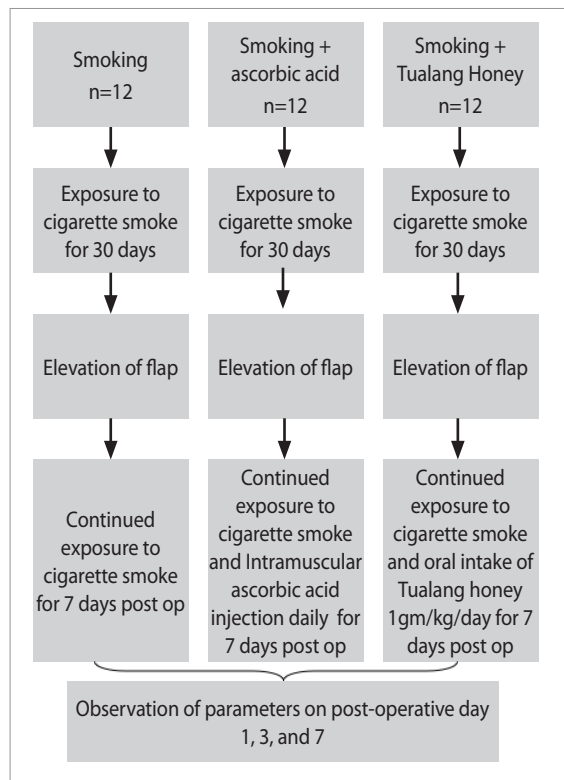 Smoking
n=12
Smoking +
ascorbic acid
n=12
Smoking +
Tualang Honey
n=12
Exposure to
cigarette smoke
for 30 days
Exposure to
cigarette smoke
for 30 days
Exposure to
cigarette smoke
for 30 days
Elevation of flap
Elevation of flap
Elevation of flap
Continued
exposure to
cigarette smoke
for 7 days post op
Continued
exposure to
cigarette smoke
and Intramuscular
ascorbic acid
injection daily for
7 days post op
Continued
exposure to
cigarette smoke
and oral intake of
Tualang honey
1gm/kg/day for 7
days post op
Observation of parameters on post-operative day
1, 3, and 7